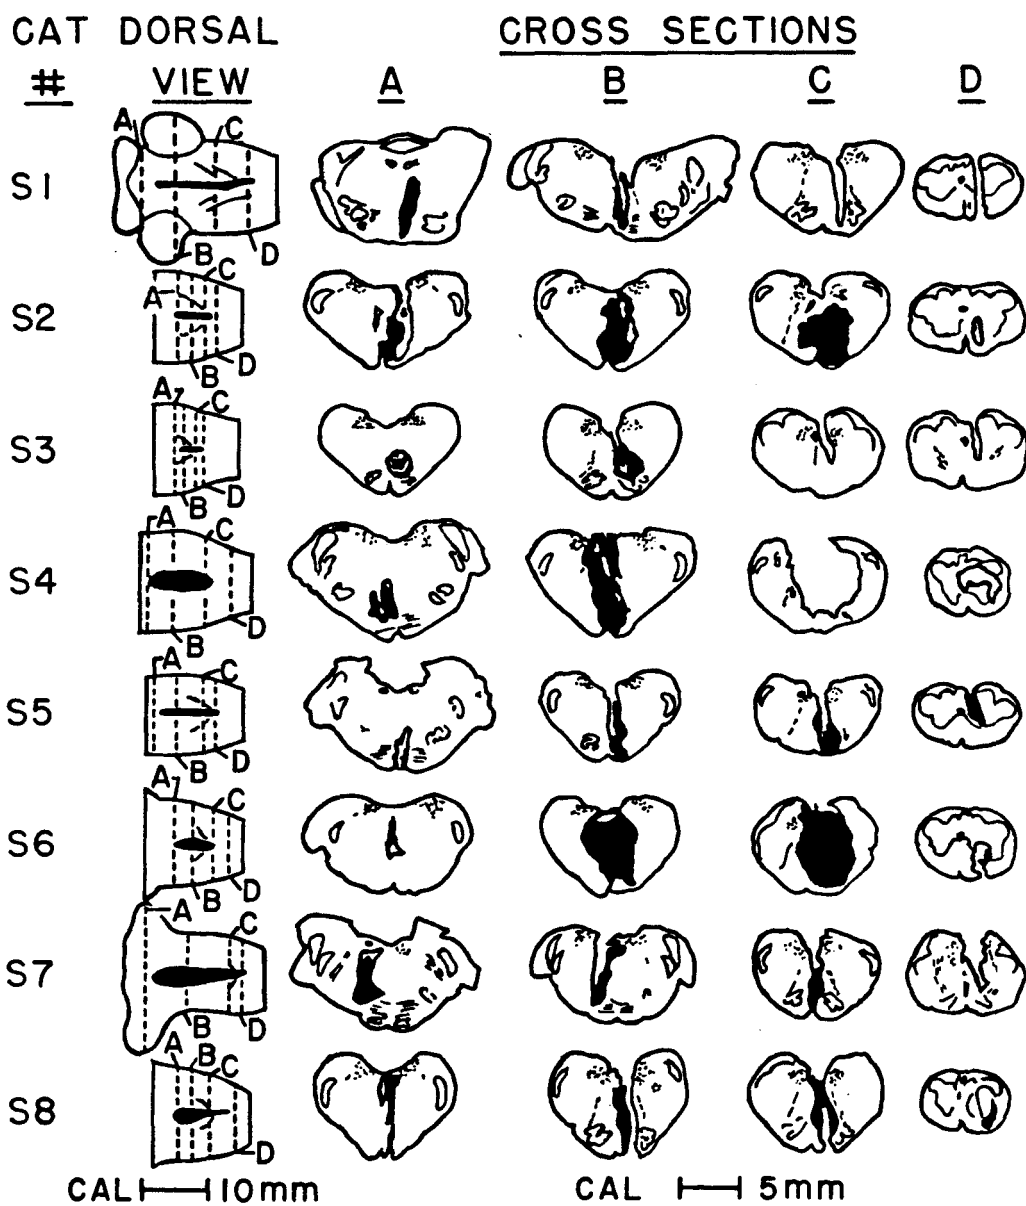 CAT DORSAL CROSS SECTIONS
# VIEW A B C D
A C
S1
B D
C
A
S2
D
B
A C
S3
B D
A
C
S4
D
B
A C
S5
B D
A C
S6
D
B
A
C
S7
B D
A B C
S8
D
CAL 10mm CAL 5mm